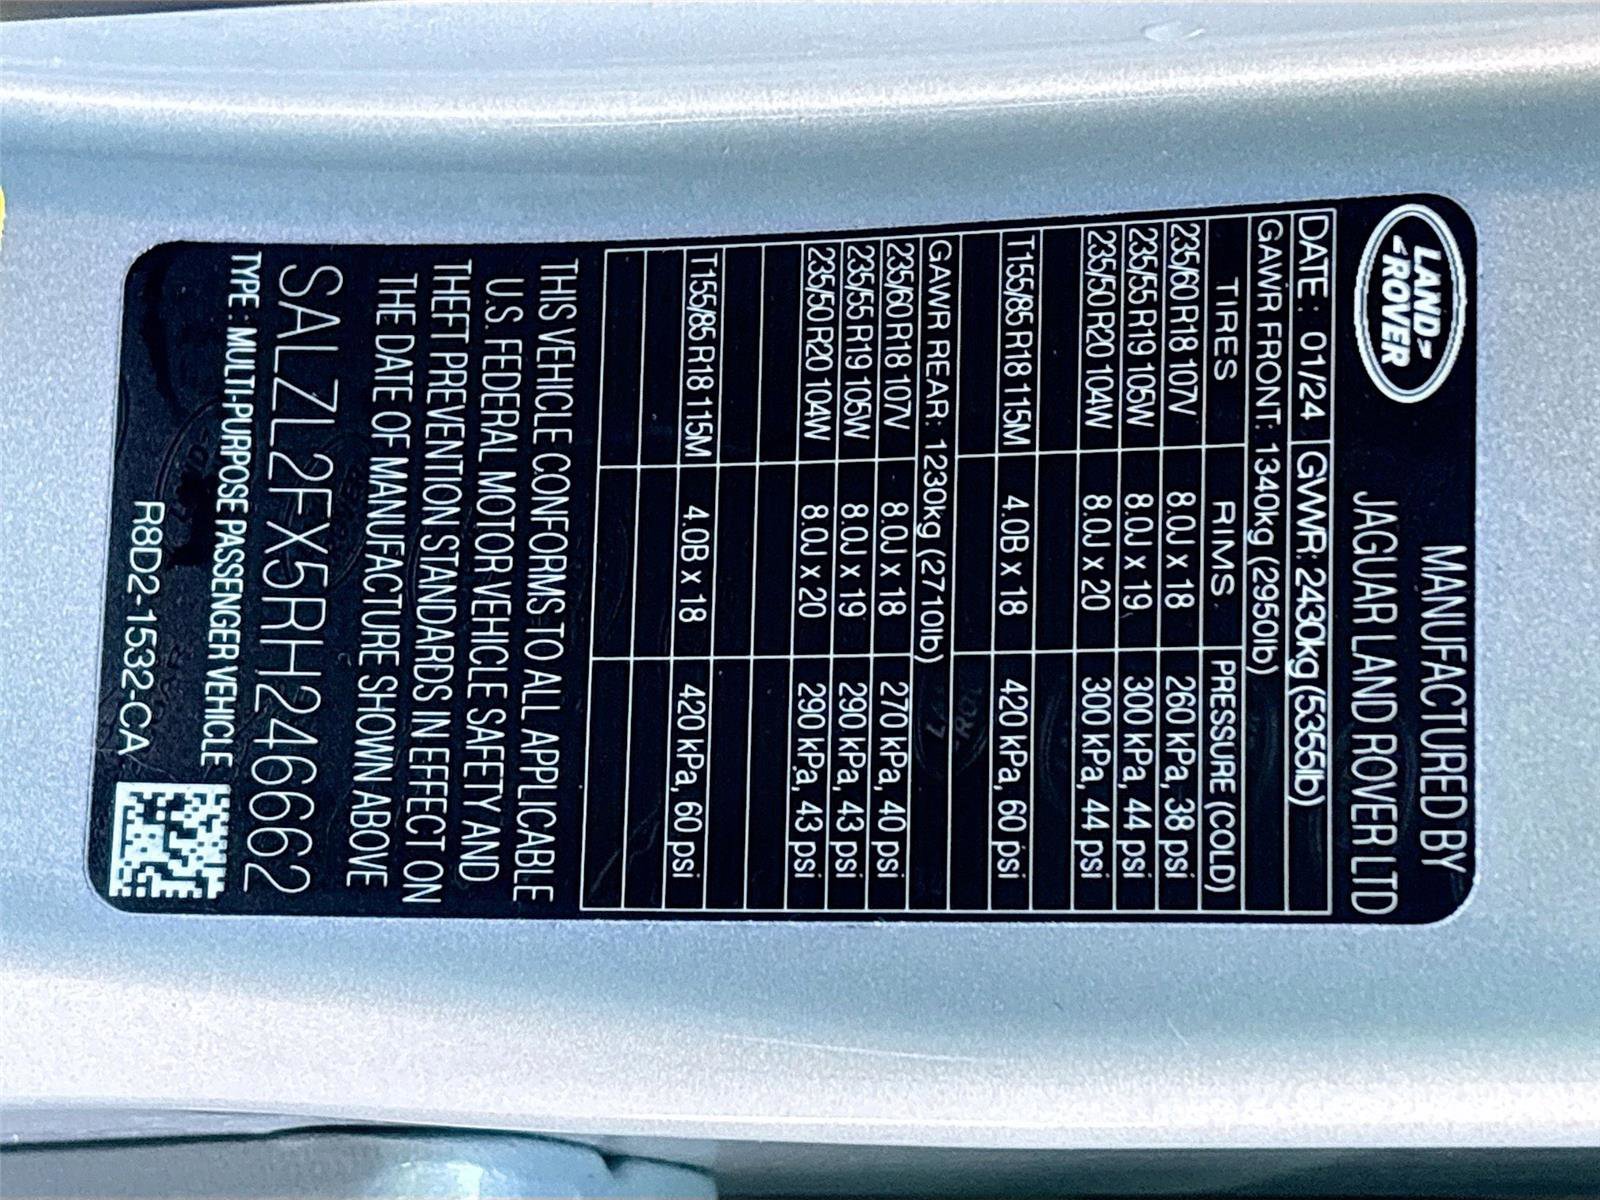 LAND
ROVER
MANUFACTURED BY
JAGUAR LAND ROVER LTD
DATE : 01/24 GWWR: 2430kg (5355lb)
GAWR FRONT: 1340kg (2950lb)
TIRES RIMS PRESSURE (COLD)
235/60 R18 107V 8.0J x 18 260 kPa, 38 psi
235/55 R19 105W 8.0J x 19 300 kPa, 44 psi
235/50 R20 104W 8.0J x 20 300 kPa, 44 psi
T155/85 R18 115M 4.0B x 18 420 kPa, 60 psi
GAWR REAR: 1230kg (2710lb)
235/60 R18 107V 8.0J x 18 270 kPa, 40 psi
235/55 R19 105W 8.0J x 19 290 kPa, 43 psi
235/50 R20 104W 8.0J x 20 290 kPa, 43 psi
T155/85 R18 115M 4.0B x 18 420 kPa, 60 psi
THIS VEHICLE CONFORMS TO ALL APPLICABLE
U.S. FEDERAL MOTOR VEHICLE SAFETY AND
THEFT PREVENTION STANDARDS IN EFFECT ON
THE DATE OF MANUFACTURE SHOWN ABOVE
SALZL2FX5RH246662
TYPE : MULTI-PURPOSE PASSENGER VEHICLE
R8D2-1532-CA